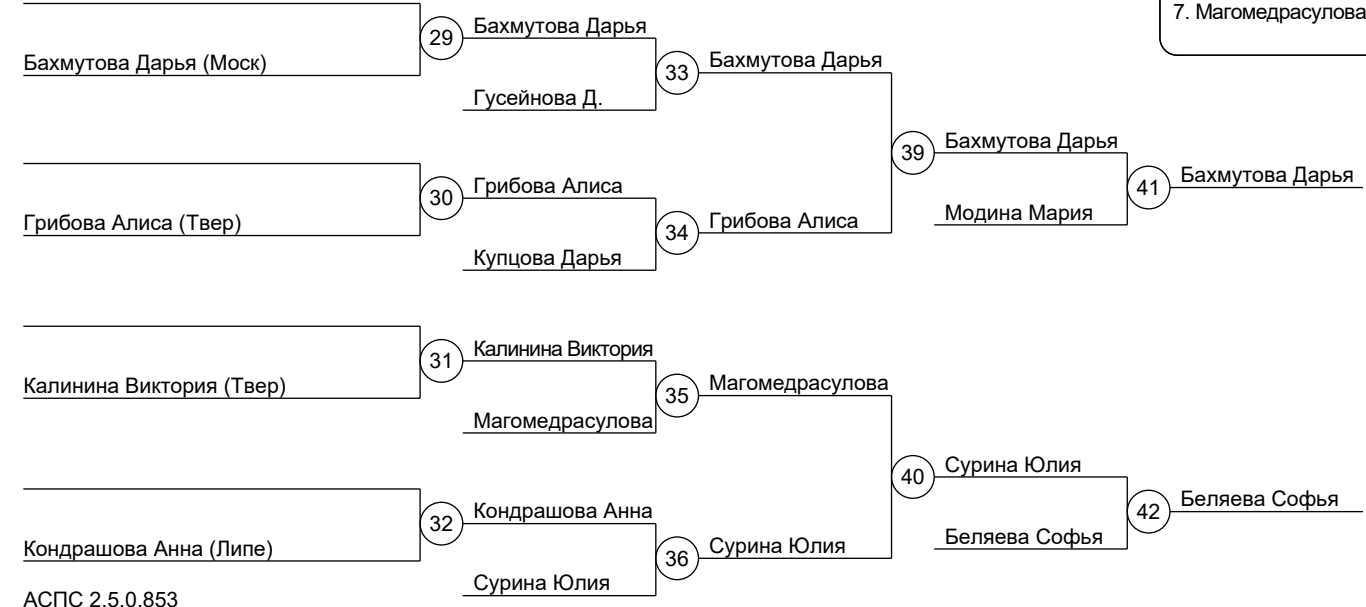 7. Магомедрасулова
29
Бахмутова Дарья
Бахмутова Дарья (Моск)
33
Бахмутова Дарья
Гусейнова Д.
39
Бахмутова Дарья
30
Грибова Алиса
41
Бахмутова Дарья
Грибова Алиса (Твер)
34
Грибова Алиса
Модина Мария
Купцова Дарья
31
Калинина Виктория
Калинина Виктория (Твер)
35
Магомедрасулова
Магомедрасулова
40
Сурина Юлия
32
Кондрашова Анна
42
Беляева Софья
Кондрашова Анна (Липе)
36
Сурина Юлия
Беляева Софья
Сурина Юлия
АСПС 2.5.0.853